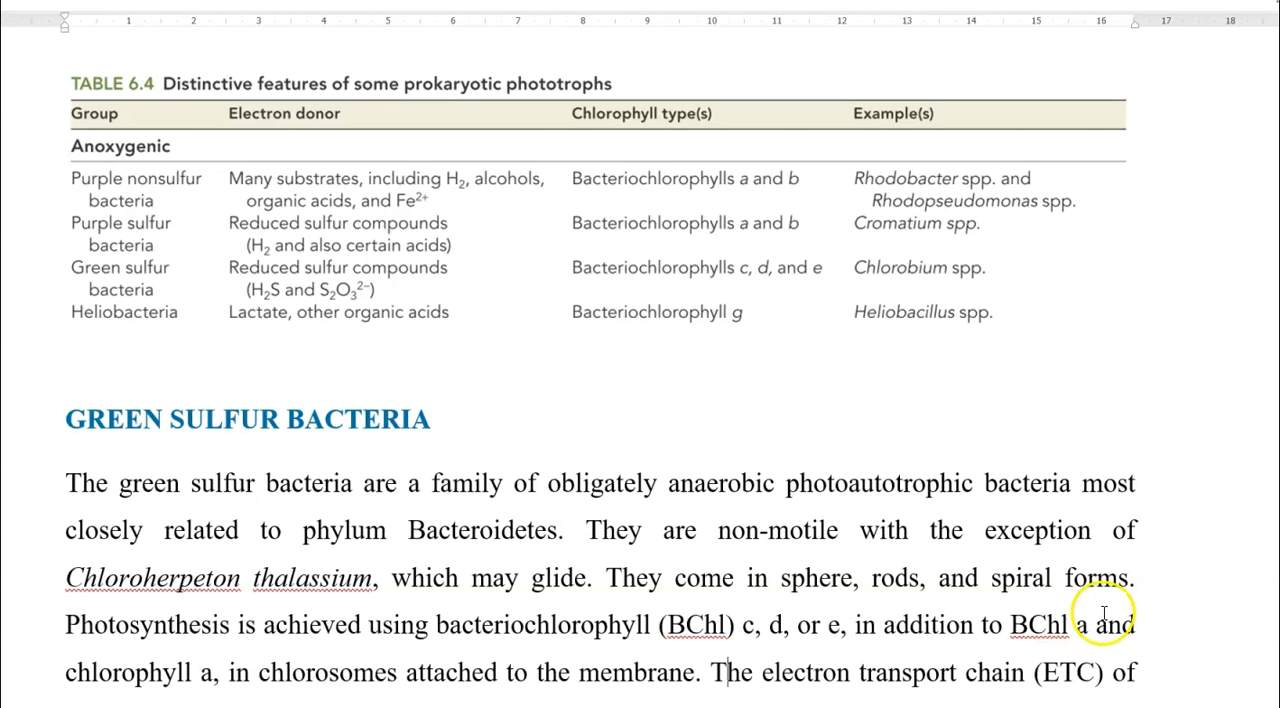 1 2 3 4 5 6 7 8 9 10 11 12 13 14 15 16 17 18
TABLE 6.4 Distinctive features of some prokaryotic phototrophs
Group Electron donor Chlorophyll type(s) Example(s)
Anoxygenic
Purple nonsulfur Many substrates, including H₂, alcohols, Bacteriochlorophylls a and b Rhodobacter spp. and
bacteria organic acids, and Fe²⁺ Rhodopseudomonas spp.
Purple sulfur Reduced sulfur compounds Bacteriochlorophylls a and b Cromatium spp.
bacteria (H₂ and also certain acids)
Green sulfur Reduced sulfur compounds Bacteriochlorophylls c, d, and e Chlorobium spp.
bacteria (H₂S and S₂O₃²⁻)
Heliobacteria Lactate, other organic acids Bacteriochlorophyll g Heliobacillus spp.
GREEN SULFUR BACTERIA
The green sulfur bacteria are a family of obligately anaerobic photoautotrophic bacteria most
closely related to phylum Bacteroidetes. They are non-motile with the exception of
Chloroherpeton thalassium, which may glide. They come in sphere, rods, and spiral forms.
Photosynthesis is achieved using bacteriochlorophyll (BChl) c, d, or e, in addition to BChl a and
chlorophyll a, in chlorosomes attached to the membrane. The electron transport chain (ETC) of